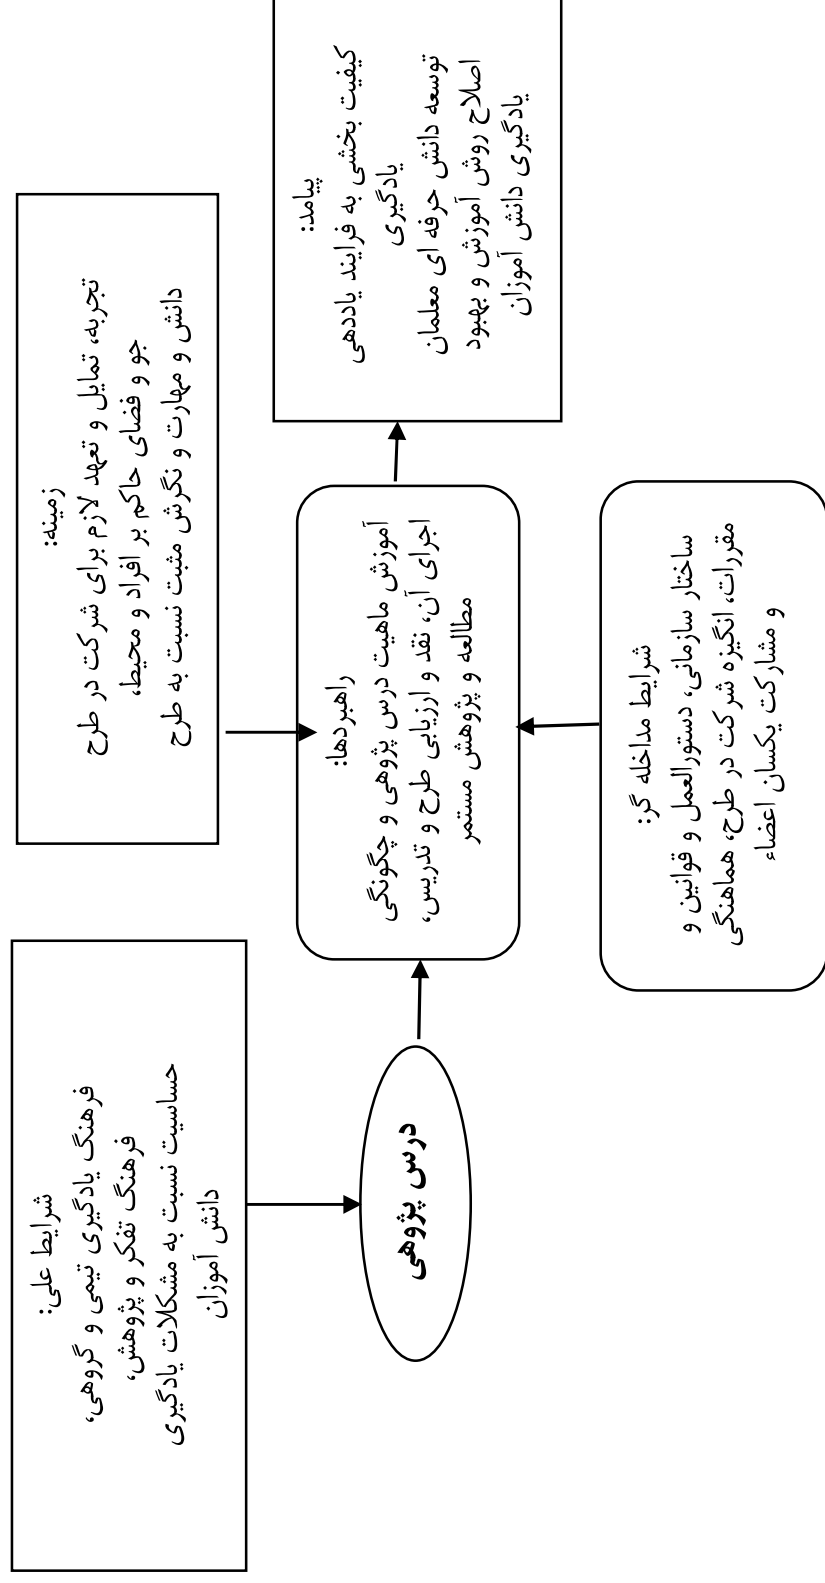 شرایط علی:
فرهنگ یادگیری تیمی و گروهی،
فرهنگ تفکر و پژوهش،
حساسیت نسبت به مشکلات یادگیری
دانش آموزان
زمینه:
تجربه، تمایل و تعهد لازم برای شرکت در طرح
جو و فضای حاکم بر افراد و محیط،
دانش و مهارت و نگرش مثبت نسبت به طرح
درس پژوهی
راهبردها:
آموزش ماهیت درس پژوهی و چگونگی
اجرای آن، نقد و ارزیابی طرح و تدریس،
مطالعه و پژوهش مستمر
پیامد:
کیفیت بخشی به فرایند یاددهی
یادگیری
توسعه دانش حرفه ای معلمان
اصلاح روش آموزش و بهبود
یادگیری دانش آموزان
شرایط مداخله گر:
ساختار سازمانی، دستورالعمل و قوانین و
مقررات، انگیزه شرکت در طرح، هماهنگی
و مشارکت یکسان اعضاء